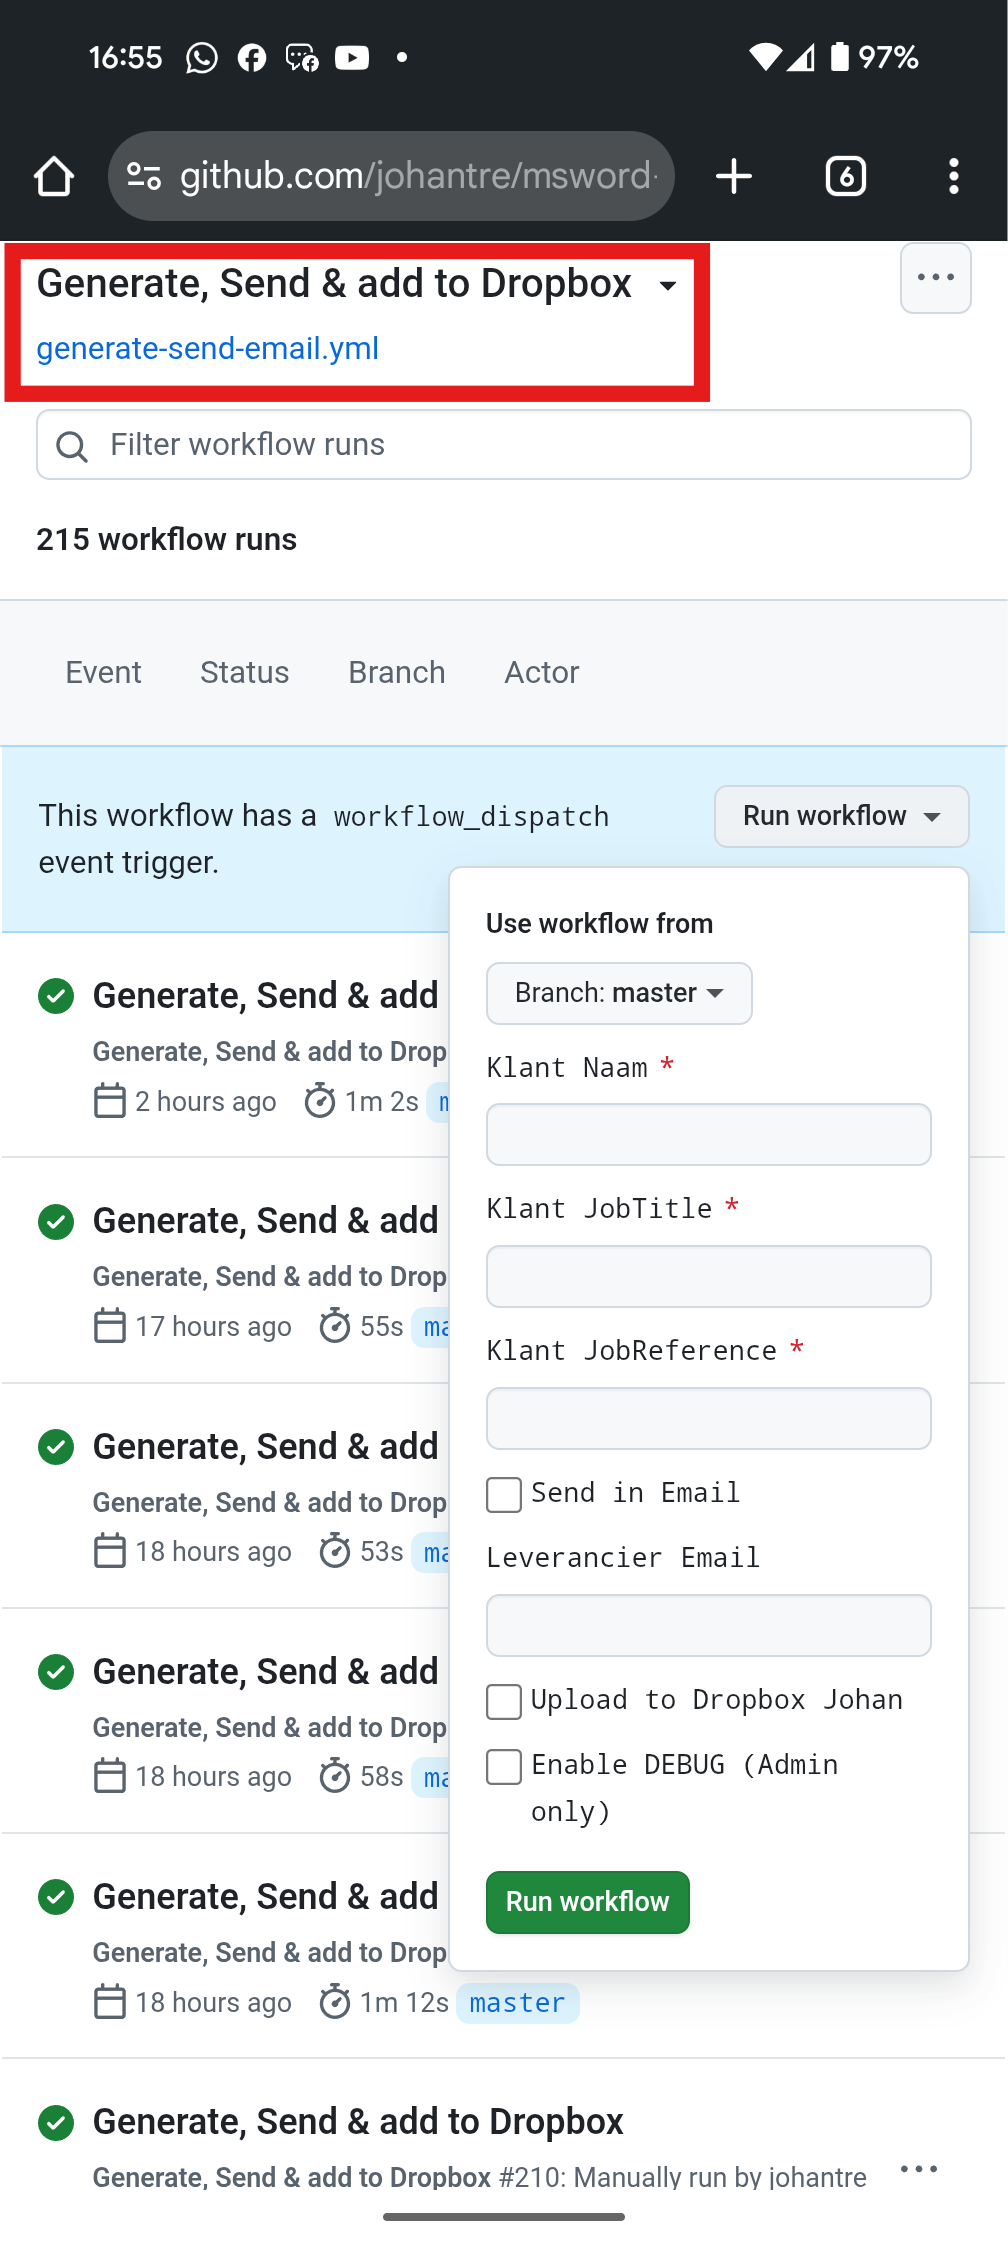 16:55
97%
github.com/johantre/msword
6
Generate, Send & add to Dropbox
generate-send-email.yml
Filter workflow runs
215 workflow runs
Event Status Branch Actor
This workflow has a workflow_dispatch
event trigger.
Run workflow
Use workflow from
Branch: master
Klant Naam *
Klant JobTitle *
Klant JobReference *
Send in Email
Leverancier Email
Upload to Dropbox Johan
Enable DEBUG (Admin
only)
Run workflow
Generate, Send & add
Generate, Send & add to Drop
2 hours ago 1m 2s
Generate, Send & add
Generate, Send & add to Drop
17 hours ago 55s ma
Generate, Send & add
Generate, Send & add to Drop
18 hours ago 53s ma
Generate, Send & add
Generate, Send & add to Drop
18 hours ago 58s ma
Generate, Send & add
Generate, Send & add to Drop
18 hours ago 1m 12s master
Generate, Send & add to Dropbox
Generate, Send & add to Dropbox #210: Manually run by johantre